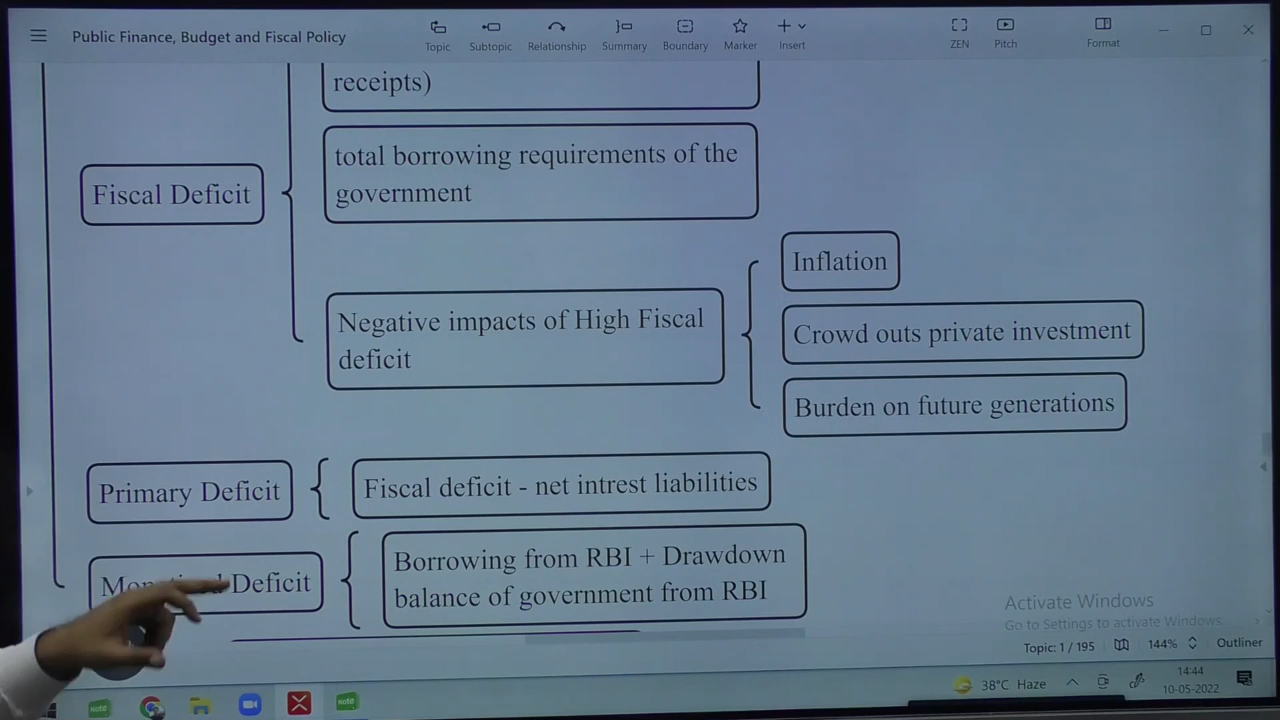 Public Finance, Budget and Fiscal Policy
Topic
Subtopic
Relationship
Summary
Boundary
Marker
Insert
ZEN
Pitch
Format
receipts)
total borrowing requirements of the
government
Fiscal Deficit
Negative impacts of High Fiscal
deficit
Inflation
Crowd outs private investment
Burden on future generations
Primary Deficit
Fiscal deficit - net intrest liabilities
Deficit
Borrowing from RBI + Drawdown
balance of government from RBI
Activate Windows
Go to Settings to activate Windows.
Topic: 1 / 195
144%
Outliner
38°C Haze
14:44
10-05-2022
note
note